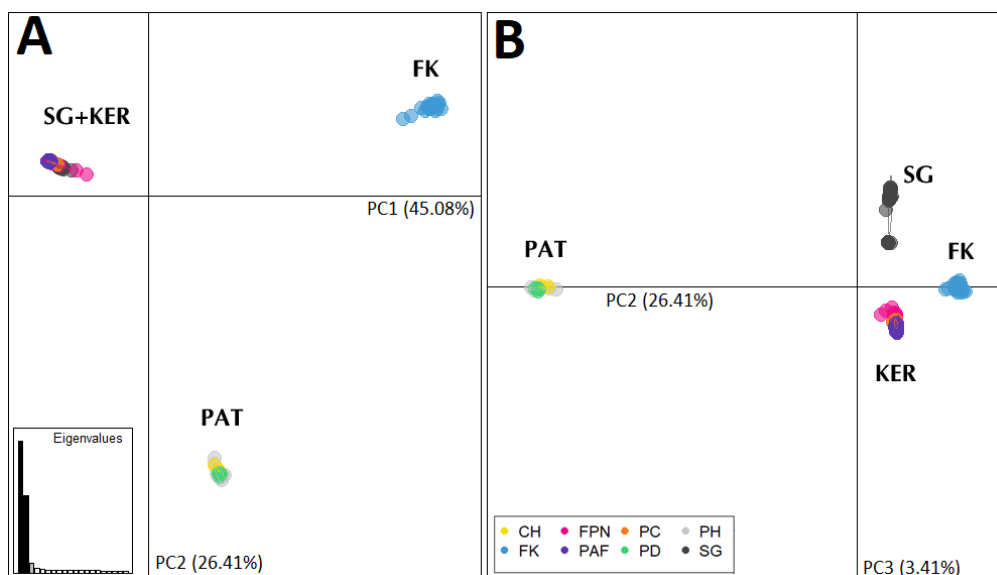 A
FK
SG+KER
PC1 (45.08%)
PAT
Eigenvalues
PC2 (26.41%)
B
SG
PAT
FK
PC2 (26.41%)
KER
CH FPN PC PH
FK PAF PD SG
PC3 (3.41%)